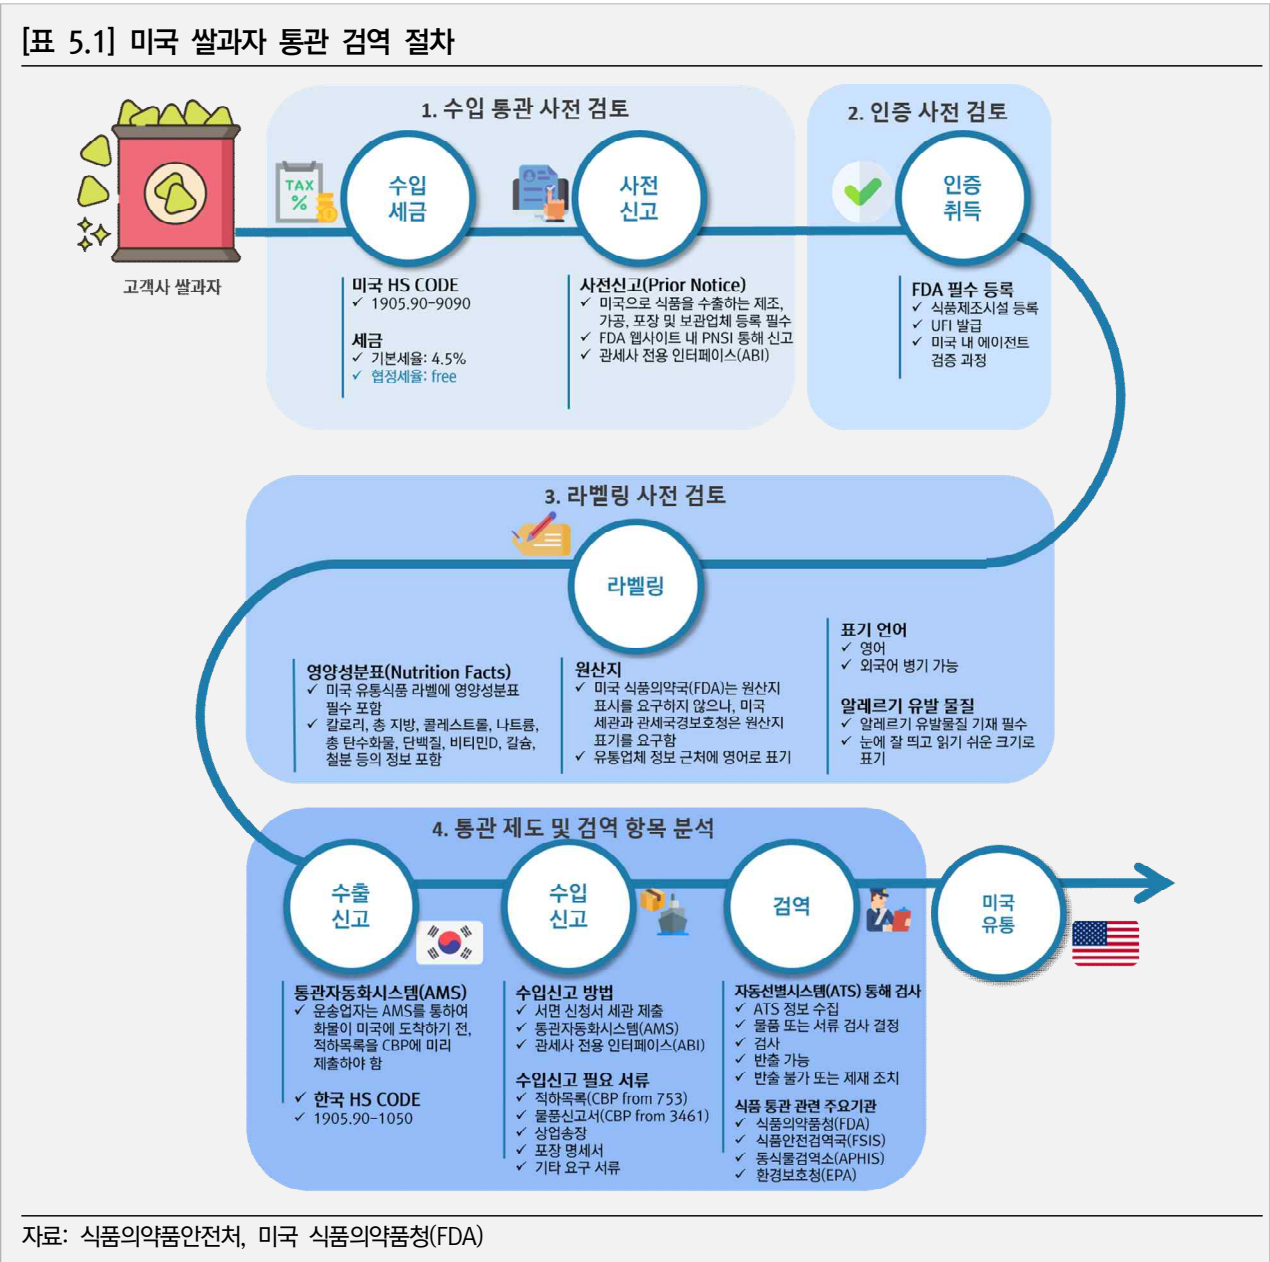 [표 5.1] 미국 쌀과자 통관 검역 절차
1. 수입 통관 사전 검토
TAX
%
수입
세금
사전
신고
고객사 쌀과자
미국 HS CODE
✓ 1905.90-9090
세금
✓ 기본세율: 4.5%
✓ 협정세율: free
사전신고(Prior Notice)
✓ 미국으로 식품을 수출하는 제조,
가공, 포장 및 보관업체 등록 필수
✓ FDA 웹사이트 내 PNSI 통해 신고
✓ 관세사 전용 인터페이스(ABI)
2. 인증 사전 검토
인증
취득
FDA 필수 등록
✓ 식품제조시설 등록
✓ UFI 발급
✓ 미국 내 에이전트
검증 과정
3. 라벨링 사전 검토
라벨링
영양성분표(Nutrition Facts)
✓ 미국 유통식품 라벨에 영양성분표
필수 포함
✓ 칼로리, 총 지방, 콜레스트롤, 나트륨,
총 탄수화물, 단백질, 비티민D, 칼슘,
철분 등의 정보 포함
원산지
✓ 미국 식품의약국(FDA)는 원산지
표시를 요구하지 않으나, 미국
세관과 관세국경보호청은 원산지
표기를 요구함
✓ 유통업체 정보 근처에 영어로 표기
표기 언어
✓ 영어
✓ 외국어 병기 가능
알레르기 유발 물질
✓ 알레르기 유발물질 기재 필수
✓ 눈에 잘 띄고 읽기 쉬운 크기로
표기
4. 통관 제도 및 검역 항목 분석
수출
신고
통관자동화시스템(AMS)
✓ 운송업자는 AMS를 통하여
화물이 미국에 도착하기 전,
적하목록을 CBP에 미리
제출하야 함
✓ 한국 HS CODE
✓ 1905.90-1050
수입
신고
수입신고 방법
✓ 서면 신청서 세관 제출
✓ 통관자동화시스템(AMS)
✓ 관세사 전용 인터페이스(ABI)
수입신고 필요 서류
✓ 적하목록(CBP from 753)
✓ 물품신고서(CBP from 3461)
✓ 상업송장
✓ 포장 명세서
✓ 기타 요구 서류
검역
자동선별시스템(ATS) 통해 검사
✓ ATS 정보 수집
✓ 물품 또는 서류 검사 결정
✓ 검사
✓ 반출 가능
✓ 반출 불가 또는 제재 조치
식품 통관 관련 주요기관
✓ 식품의약품청(FDA)
✓ 식품안전검역국(FSIS)
✓ 동식물검역소(APHIS)
✓ 환경보호청(EPA)
미국
유통
자료: 식품의약품안전처, 미국 식품의약품청(FDA)